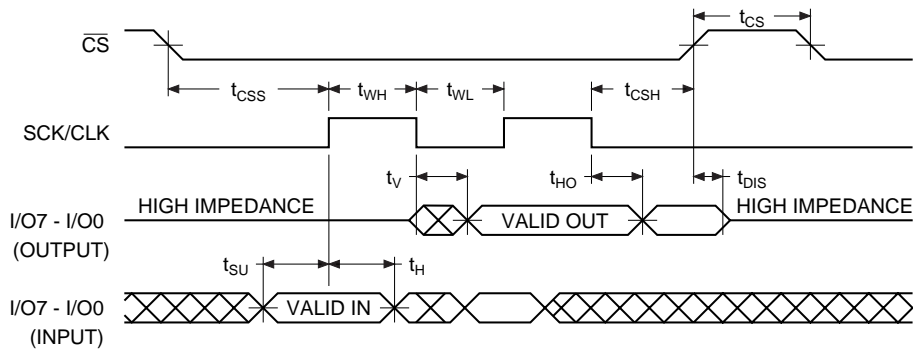 tCS
CS
tCSS
tWH
tWL
tCSH
SCK/CLK
tV
tHO
tDIS
I/O7 - I/O0
(OUTPUT)
HIGH IMPEDANCE
VALID OUT
HIGH IMPEDANCE
tSU
tH
I/O7 - I/O0
(INPUT)
VALID IN